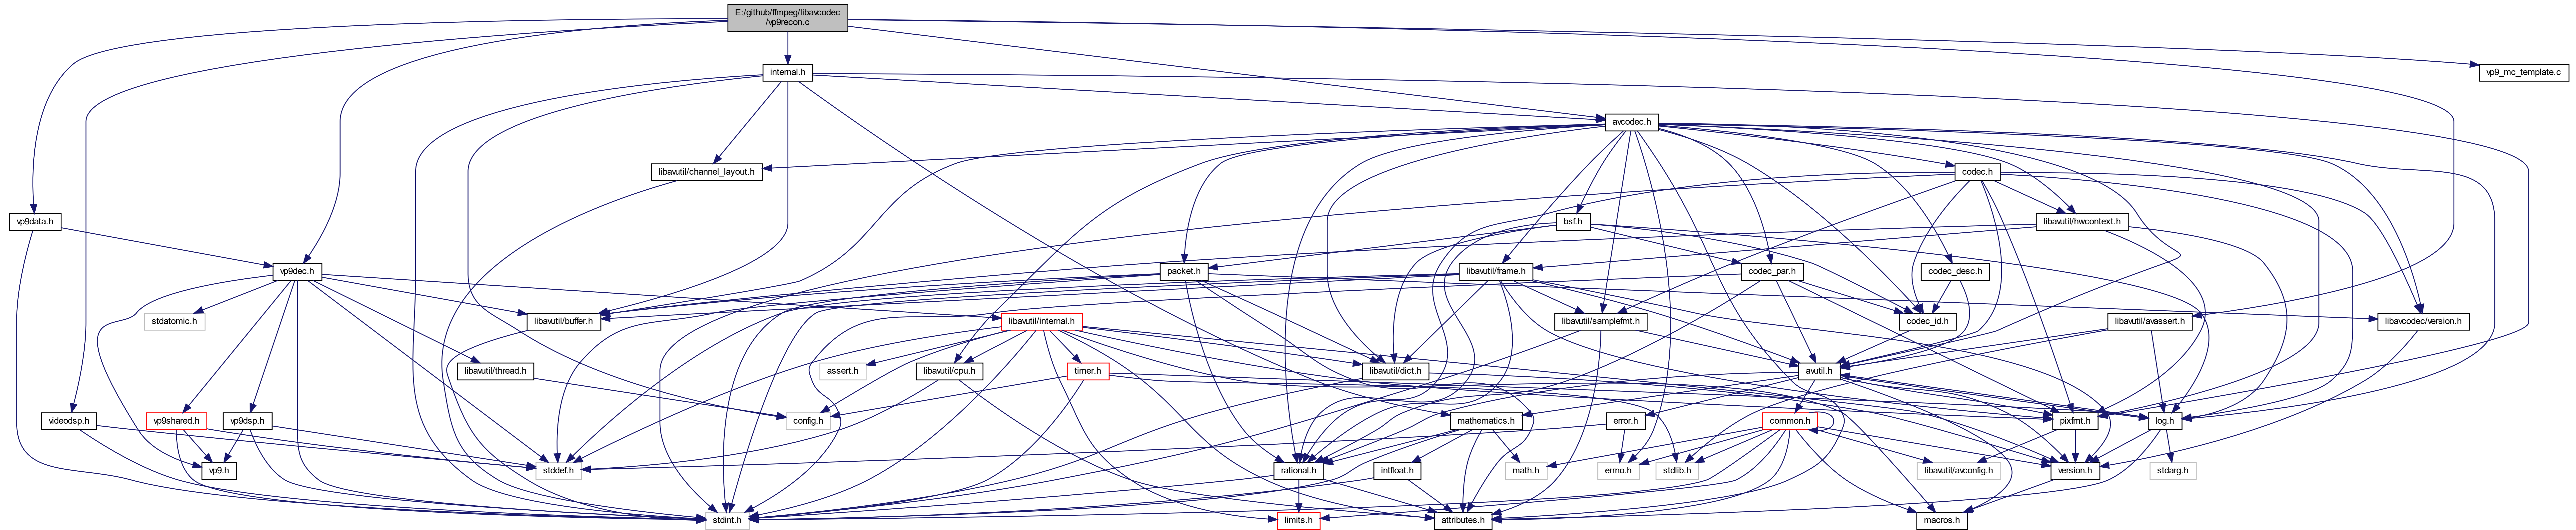 E:/github/ffmpeg/libavcodec
/vp9recon.c
internal.h
vp9_mc_template.c
avcodec.h
libavutil/channel_layout.h
codec.h
vp9data.h
bsf.h
libavutil/hwcontext.h
vp9dec.h
packet.h
libavutil/frame.h
codec_par.h
codec_desc.h
stdatomic.h
libavutil/buffer.h
libavutil/internal.h
libavutil/samplefmt.h
codec_id.h
libavutil/avassert.h
libavcodec/version.h
libavutil/thread.h
assert.h
libavutil/cpu.h
timer.h
libavutil/dict.h
avutil.h
videodsp.h
vp9shared.h
vp9dsp.h
config.h
mathematics.h
error.h
common.h
pixfmt.h
log.h
vp9.h
stddef.h
rational.h
intfloat.h
math.h
errno.h
stdlib.h
libavutil/avconfig.h
version.h
stdarg.h
stdint.h
limits.h
attributes.h
macros.h